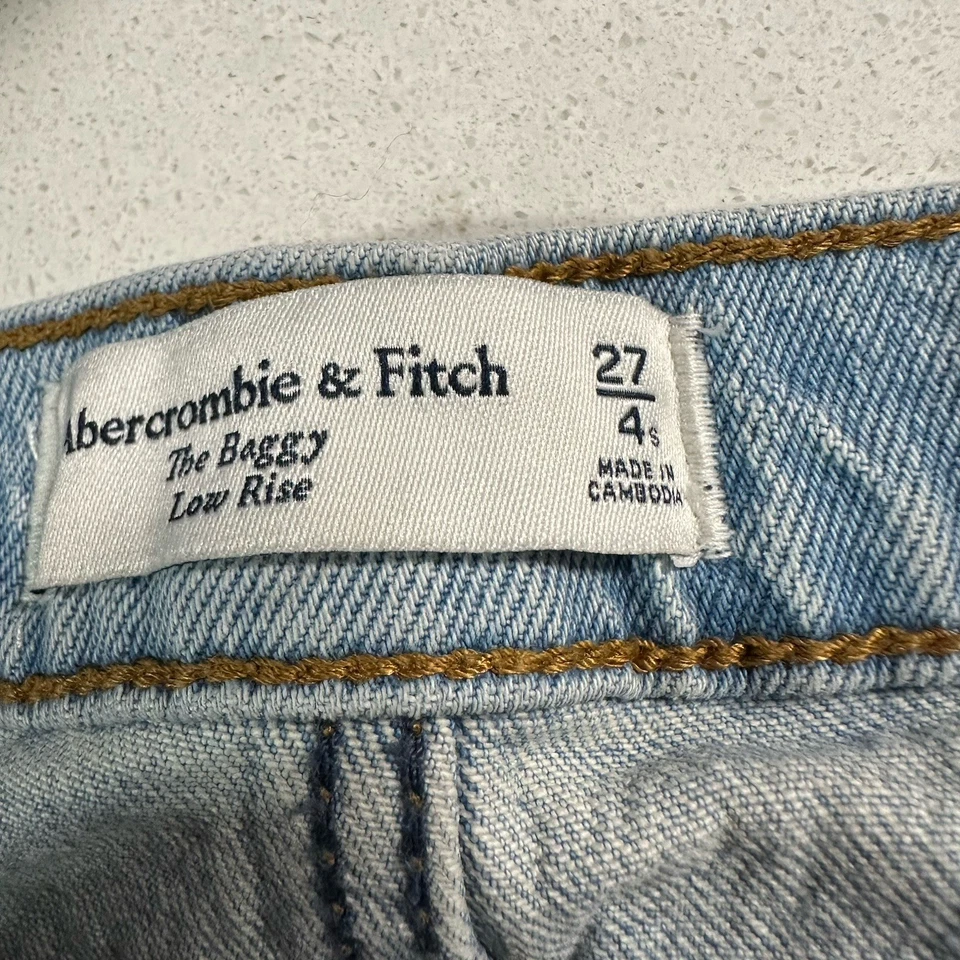 Abercrombie & Fitch
The Baggy
Low Rise
27
4s
MADE IN
CAMBODIA